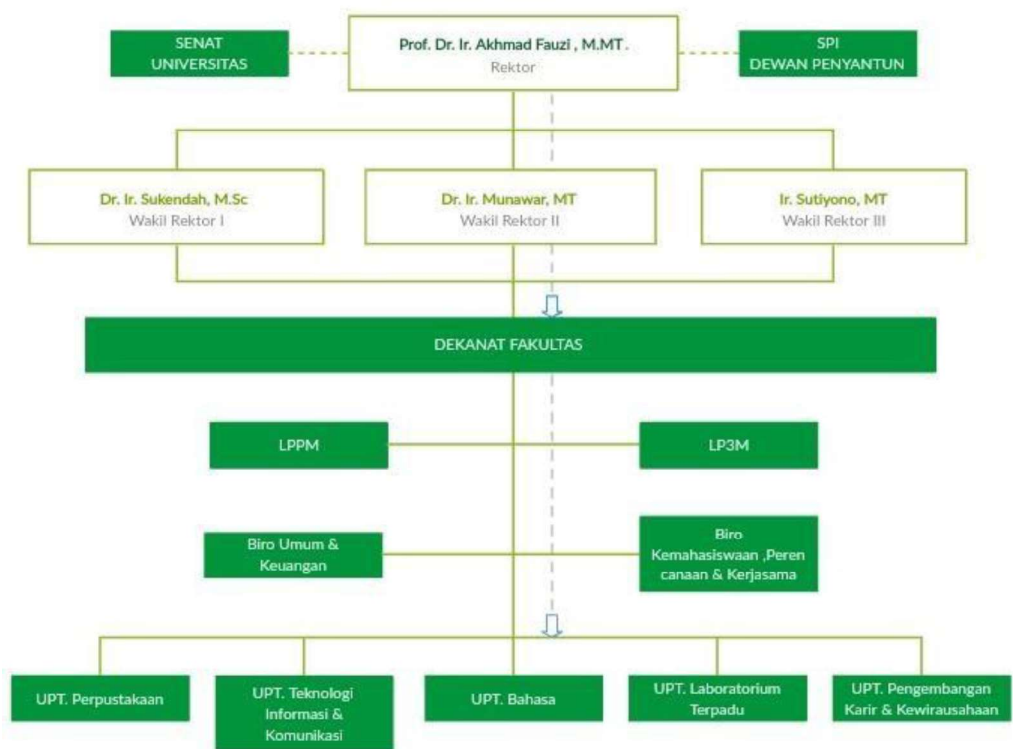 SENAT
UNIVERSITAS
Prof. Dr. Ir. Akhmad Fauzi , M.MT .
Rektor
SPI
DEWAN PENYANTUN
Dr. Ir. Sukendah, M.Sc
Wakil Rektor I
Dr. Ir. Munawar, MT
Wakil Rektor II
Ir. Sutiyono, MT
Wakil Rektor III
DEKANAT FAKULTAS
LPPM
LP3M
Biro Umum &
Keuangan
Biro
Kemahasiswaan ,Peren
canaan & Kerjasama
UPT. Perpustakaan
UPT. Teknologi
Informasi &
Komunikasi
UPT. Bahasa
UPT. Laboratorium
Terpadu
UPT. Pengembangan
Karir & Kewirausahaan